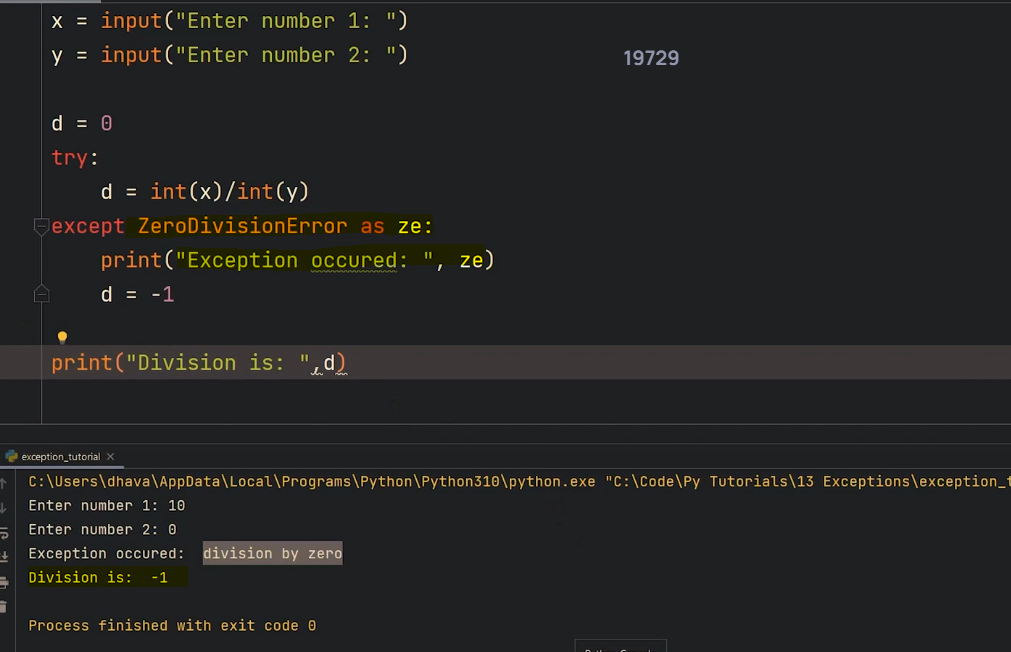 x = input("Enter number 1: ")
y = input("Enter number 2: ")
19729
d = 0
try:
    d = int(x)/int(y)
except ZeroDivisionError as ze:
    print("Exception occured: ", ze)
    d = -1
print("Division is: ",d)
exception_tutorial
C:\Users\dhava\AppData\Local\Programs\Python\Python310\python.exe "C:\Code\Py Tutorials\13 Exceptions\exception_
Enter number 1: 10
Enter number 2: 0
Exception occured:  division by zero
Division is:  -1
Process finished with exit code 0